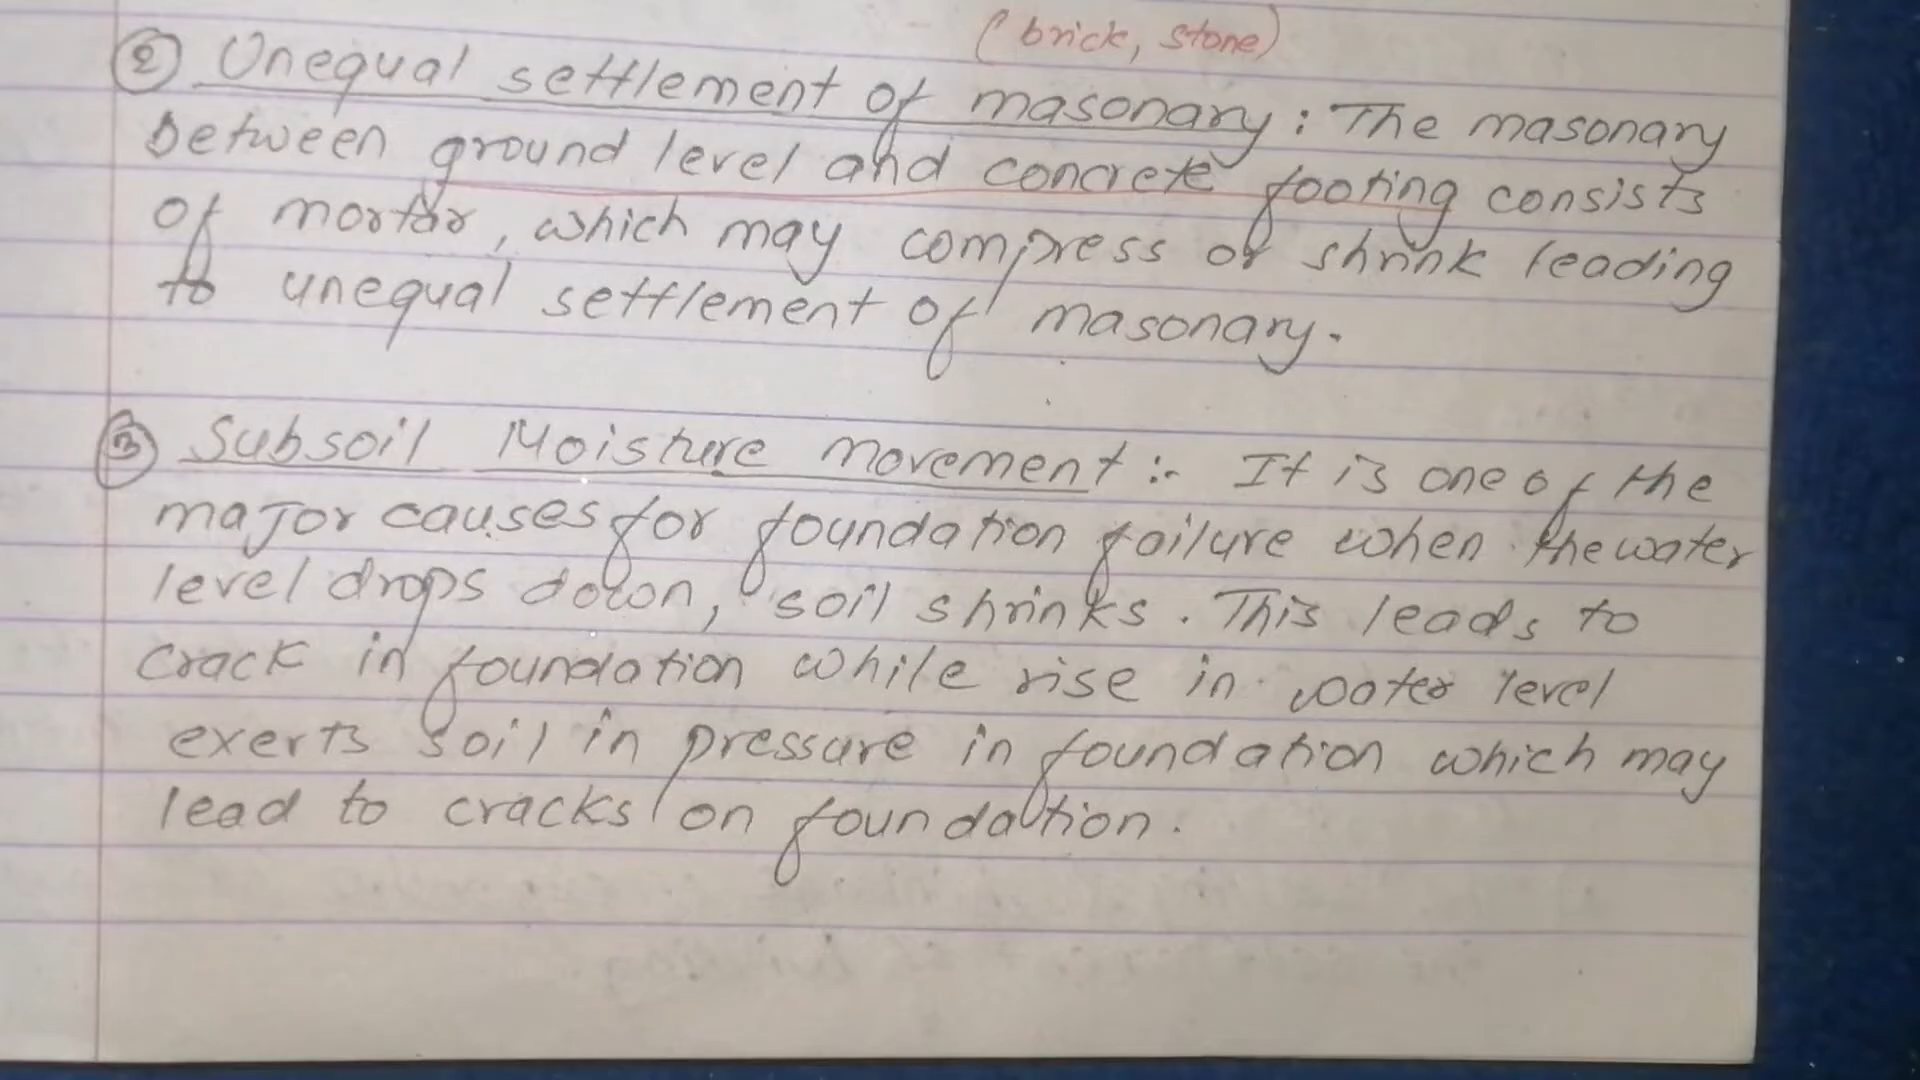 (brick, stone)
② Unequal settlement of masonary : The masonary
between ground level and concrete footing consists
of mortar, which may compress or shrink leading
to unequal settlement of masonary.
③ Subsoil Moisture movement :- It is one of the
major causes for foundation failure when the water
level drops down, soil shrinks. This leads to
crack in foundation while rise in water level
exerts soil in pressure in foundation which may
lead to cracks on foundation.